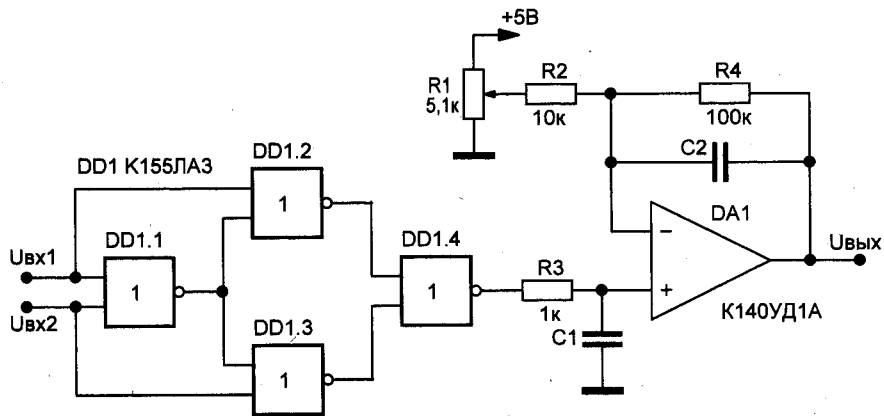 +5В
R1
5,1к
R2
10к
R4
100к
C2
DD1 К155ЛА3
DD1.2
1
DA1
Uвх1
DD1.1
1
DD1.4
1
Uвых
−
+
R3
1к
C1
К140УД1А
Uвх2
DD1.3
1